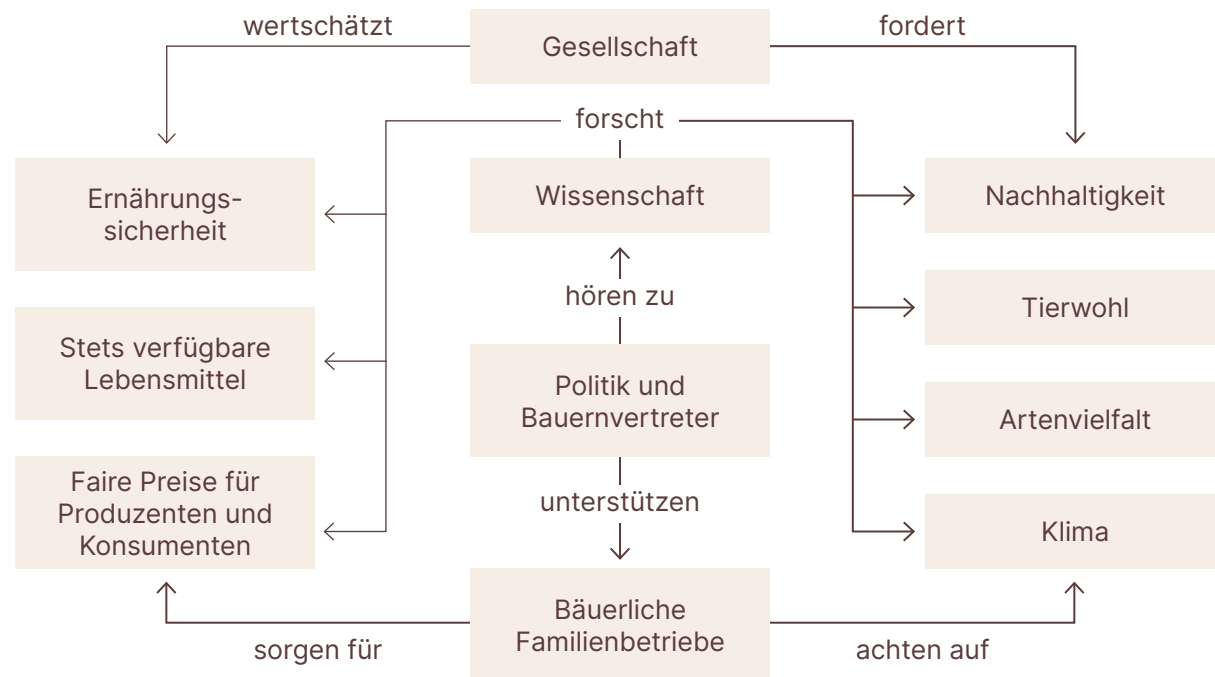 wertschätzt
Gesellschaft
fordert
forscht
Ernährungs-
sicherheit
Wissenschaft
Nachhaltigkeit
hören zu
Tierwohl
Stets verfügbare
Lebensmittel
Politik und
Bauernvertreter
Artenvielfalt
Faire Preise für
Produzenten und
Konsumenten
unterstützen
Klima
Bäuerliche
Familienbetriebe
sorgen für
achten auf